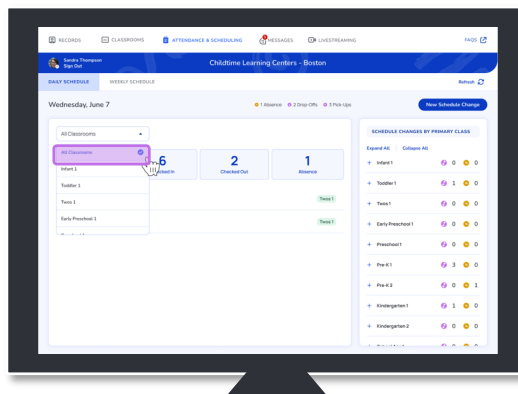 RECORDS CLASSROOMS ATTENDANCE & SCHEDULING MESSAGES LIVESTREAMING FAQS
Sandra Thompson
Sign Out
Childtime Learning Centers - Boston
DAILY SCHEDULE WEEKLY SCHEDULE Refresh
Wednesday, June 7 1 Absence 2 Drop-Offs 3 Pick-Ups New Schedule Change
All Classrooms
SCHEDULE CHANGES BY PRIMARY CLASS
Expand All Collapse All
All Classrooms
Infant 1
Toddler 1
Twos 1
Early Preschool 1
6
In
2
Checked Out
1
Absence
Twos 1
Twos 1
+ Infant 1 0 0
+ Toddler 1 1 0
+ Twos 1 0 0
+ Early Preschool 1 0 0
+ Preschool 1 0 0
+ Pre-K 1 3 0
+ Pre-K 2 0 1
+ Kindergarten 1 1 0
+ Kindergarten 2 0 0